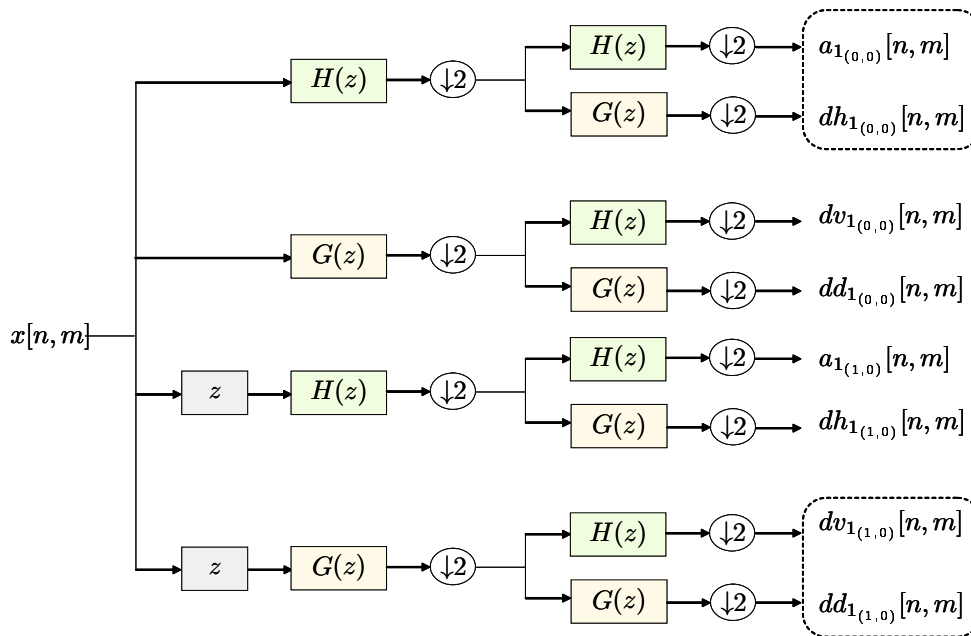 H(z) ↓2 H(z) ↓2 a₁₍₀,₀₎[n, m]
G(z) ↓2 dh₁₍₀,₀₎[n, m]
G(z) ↓2 H(z) ↓2 dv₁₍₀,₀₎[n, m]
G(z) ↓2 dd₁₍₀,₀₎[n, m]
x[n, m]
z H(z) ↓2 H(z) ↓2 a₁₍₁,₀₎[n, m]
G(z) ↓2 dh₁₍₁,₀₎[n, m]
z G(z) ↓2 H(z) ↓2 dv₁₍₁,₀₎[n, m]
G(z) ↓2 dd₁₍₁,₀₎[n, m]